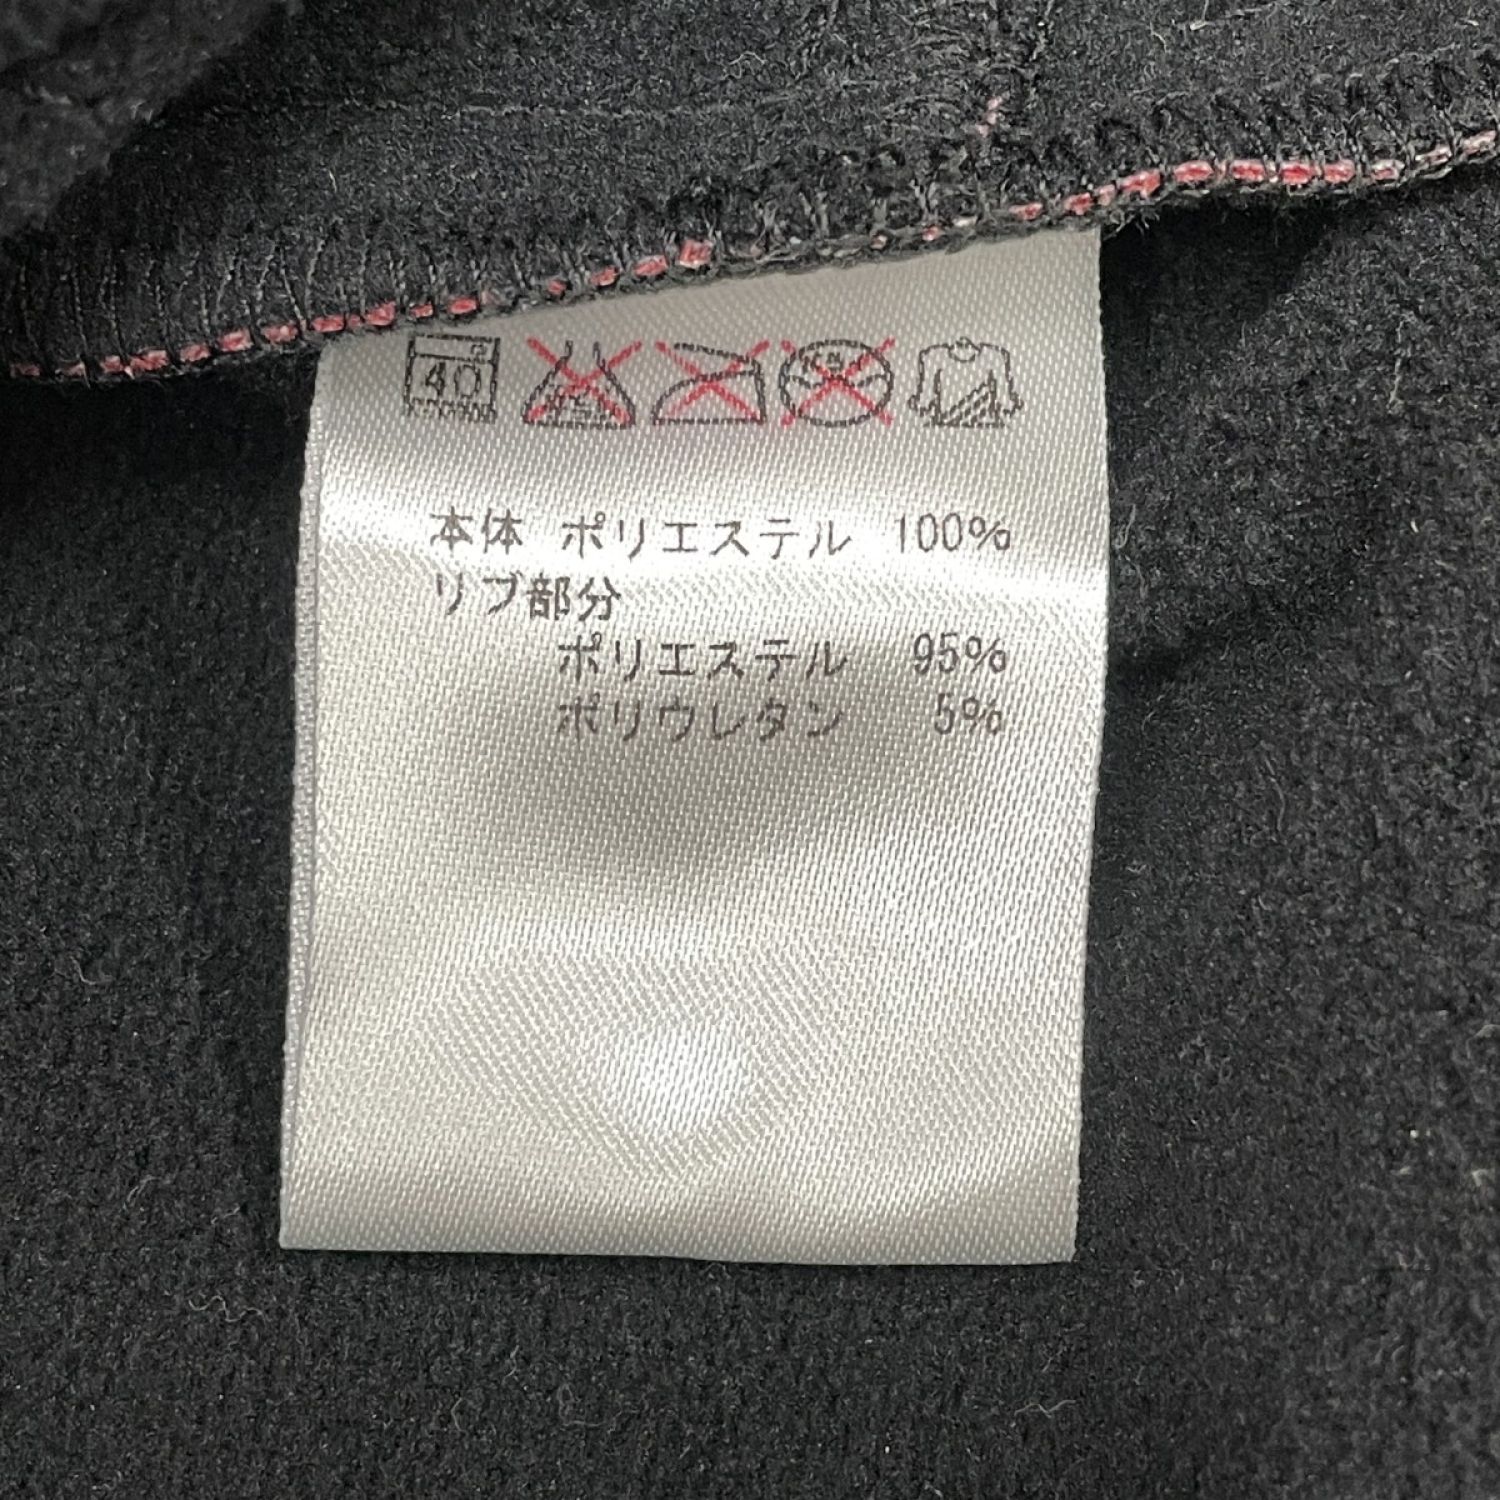 40
本体 ポリエステル 100%
リブ部分
ポリエステル 95%
ポリウレタン 5%